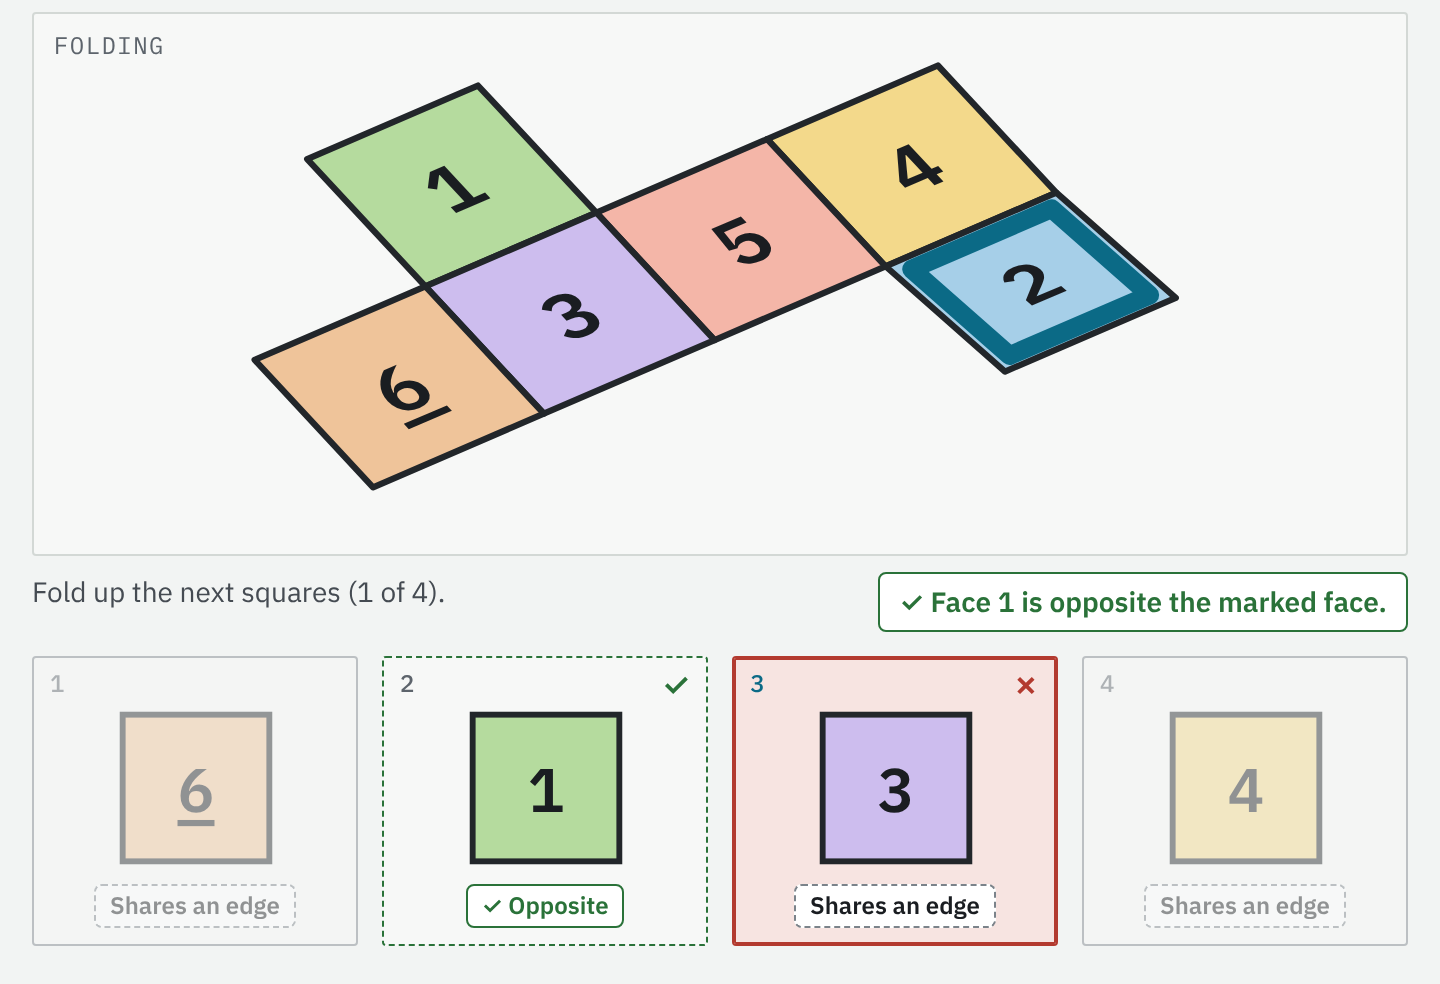 FOLDING
1
4
5
2
3
6
Fold up the next squares (1 of 4).
✓ Face 1 is opposite the marked face.
1
6
Shares an edge
2 ✓
1
✓ Opposite
3 ✕
3
Shares an edge
4
4
Shares an edge